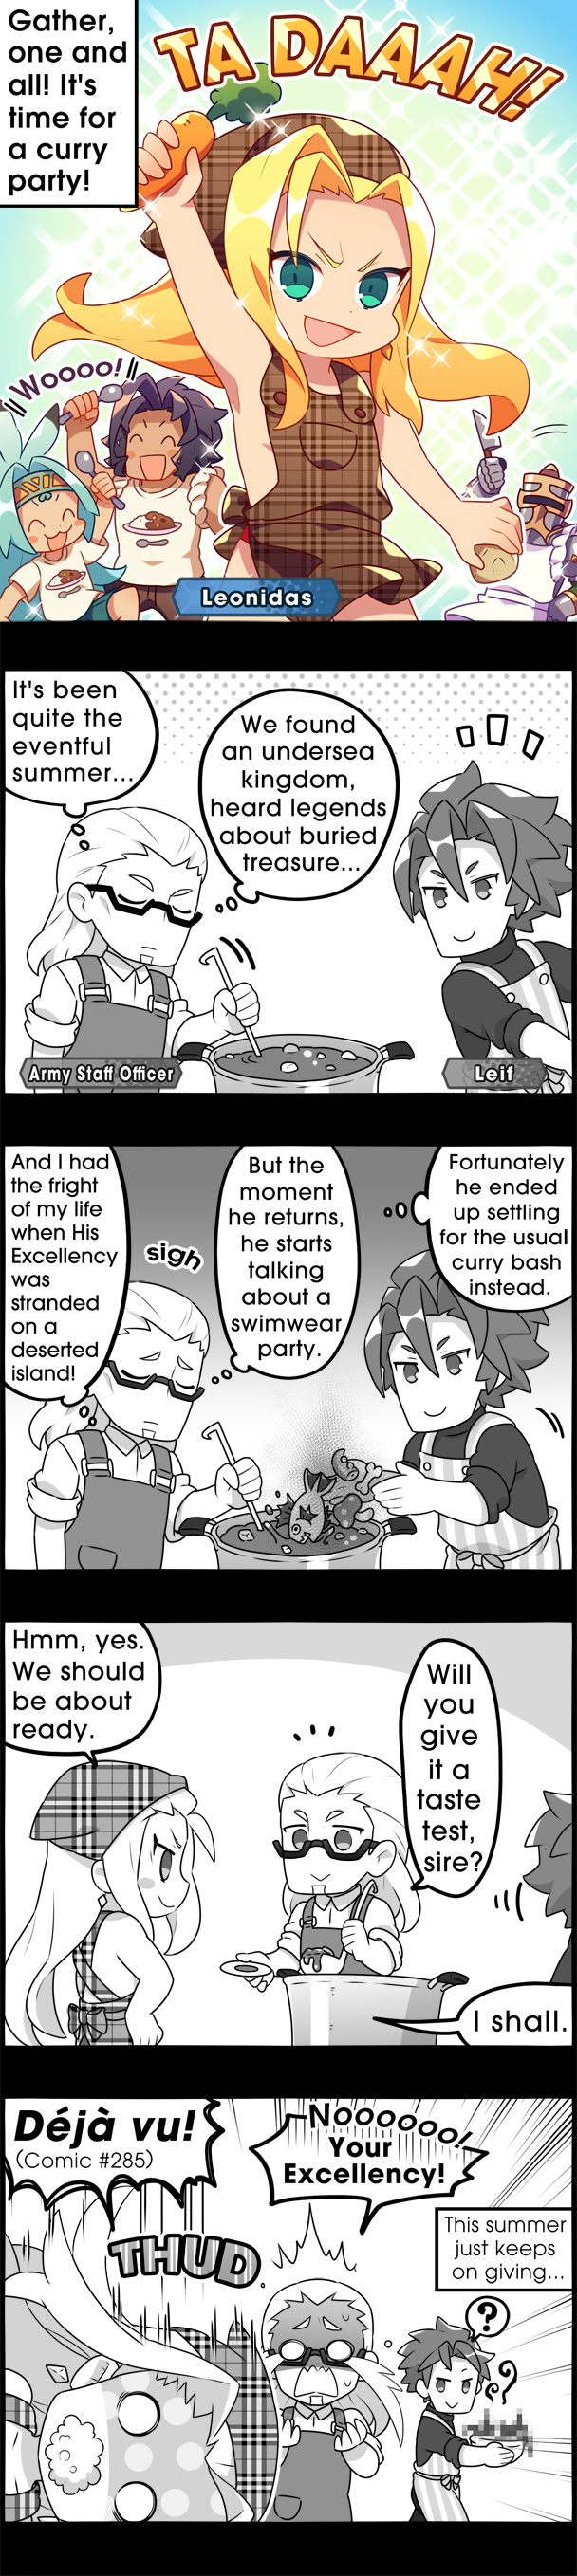 Gather,
one and
all! It's
time for
a curry
party!
TA DAAAH!
Woooo!
Leonidas
It's been
quite the
eventful
summer...
We found
an undersea
kingdom,
heard legends
about buried
treasure...
Army Staff Officer
Leif
And I had
the fright
of my life
when His
Excellency
was
stranded
on a
deserted
island!
sigh
But the
moment
he returns,
he starts
talking
about a
swimwear
party.
Fortunately
he ended
up settling
for the usual
curry bash
instead.
Hmm, yes.
We should
be about
ready.
Will
you
give
it a
taste
test,
sire?
I shall.
Déjà vu!
(Comic #285)
Noooooo!
Your
Excellency!
THUD
This summer
just keeps
on giving...
?